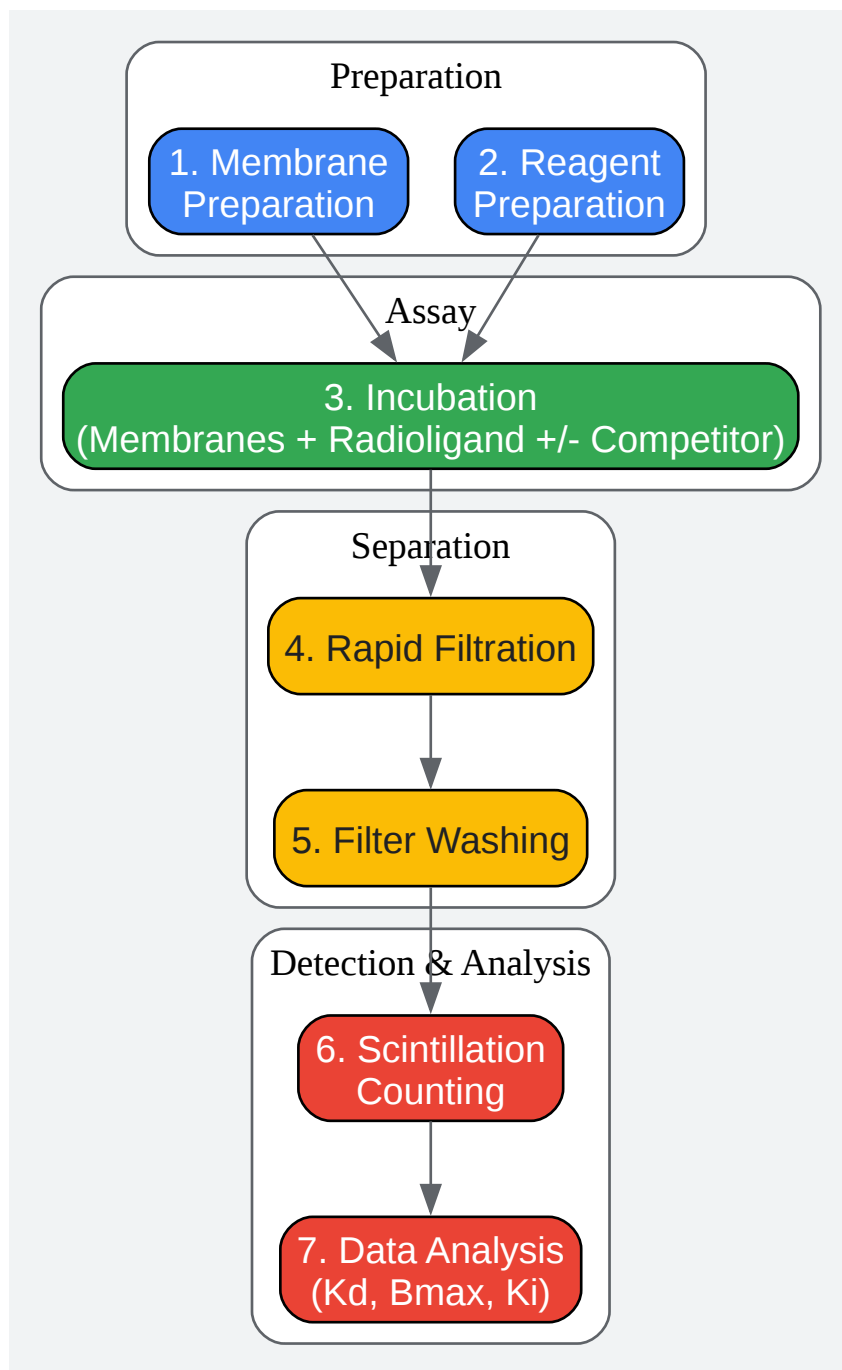 Preparation
1. Membrane
Preparation
2. Reagent
Preparation
Assay
3. Incubation
(Membranes + Radioligand +/- Competitor)
Separation
4. Rapid Filtration
5. Filter Washing
Detection & Analysis
6. Scintillation
Counting
7. Data Analysis
(Kd, Bmax, Ki)